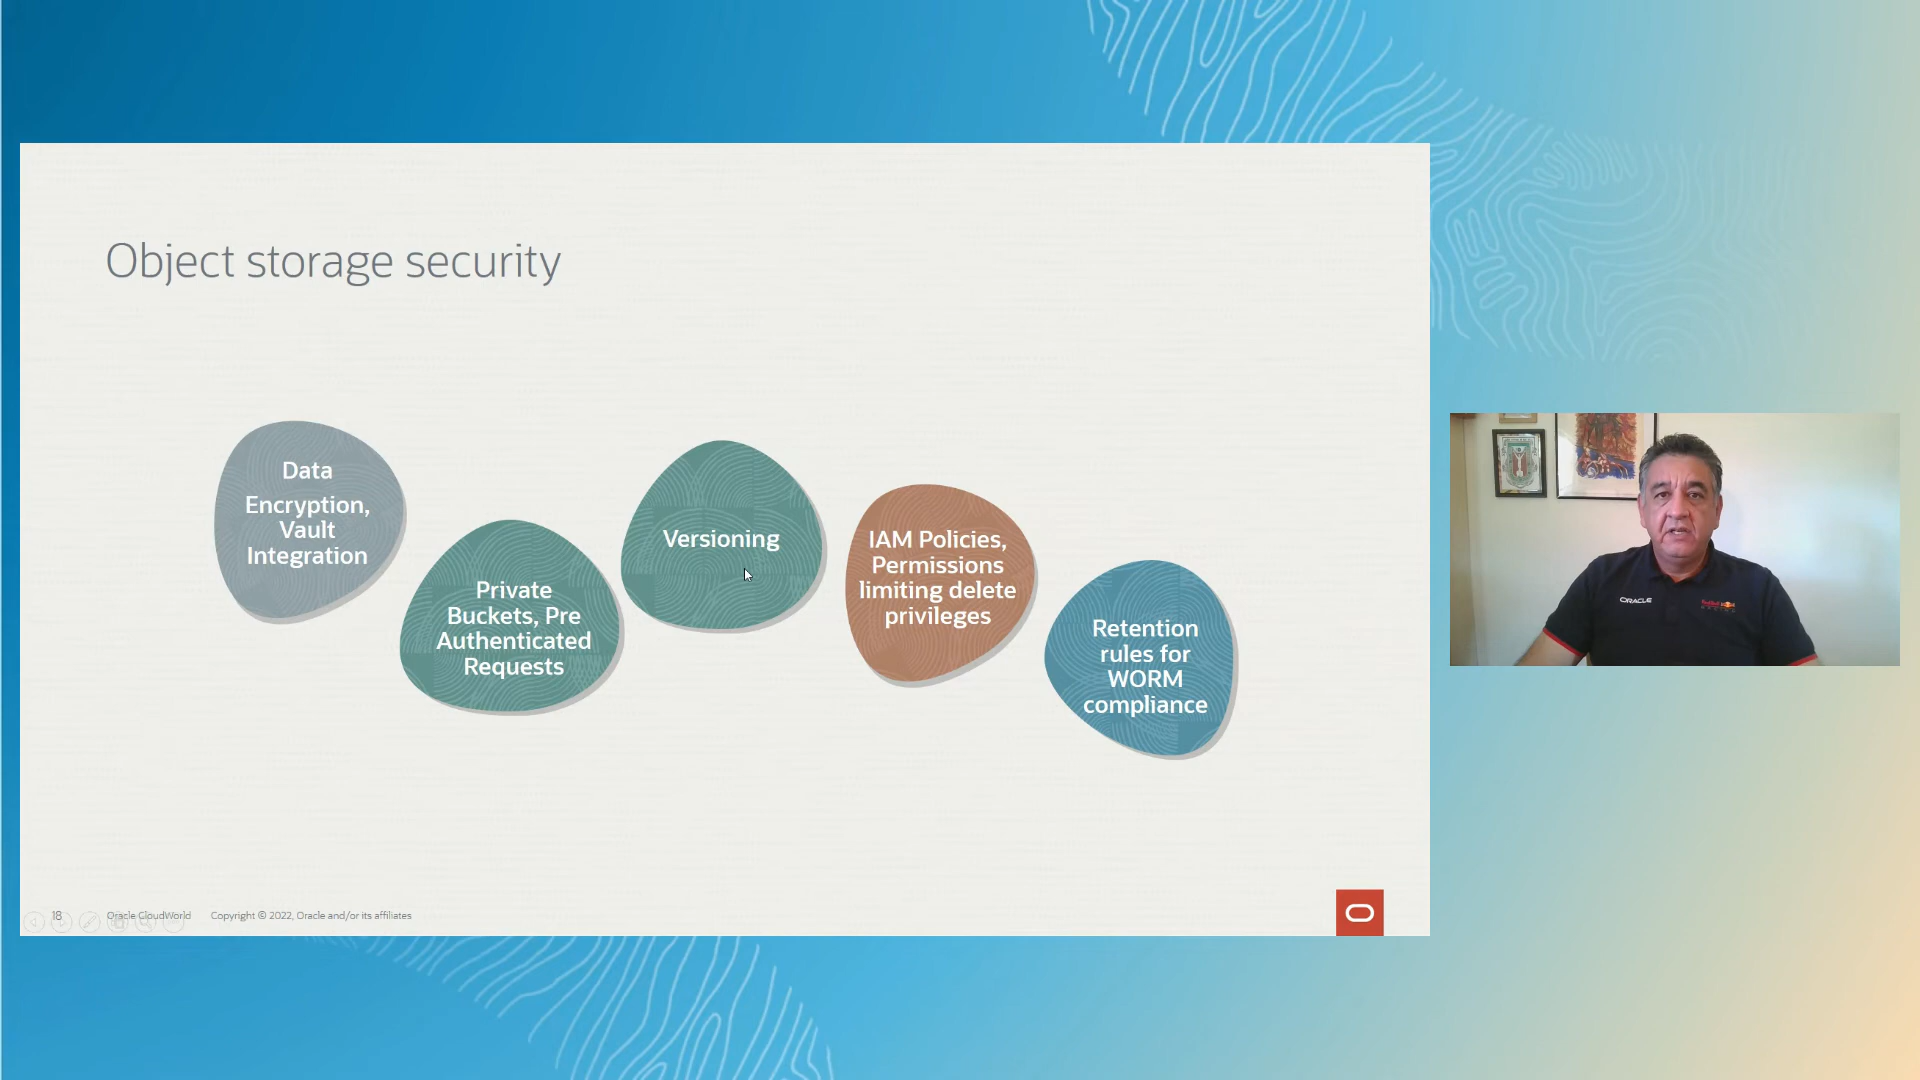 Object storage security
Data
Encryption,
Vault
Integration
Private
Buckets, Pre
Authenticated
Requests
Versioning
IAM Policies,
Permissions
limiting delete
privileges
Retention
rules for
WORM
compliance
18 Oracle CloudWorld Copyright © 2022, Oracle and/or its affiliates
ORACLE